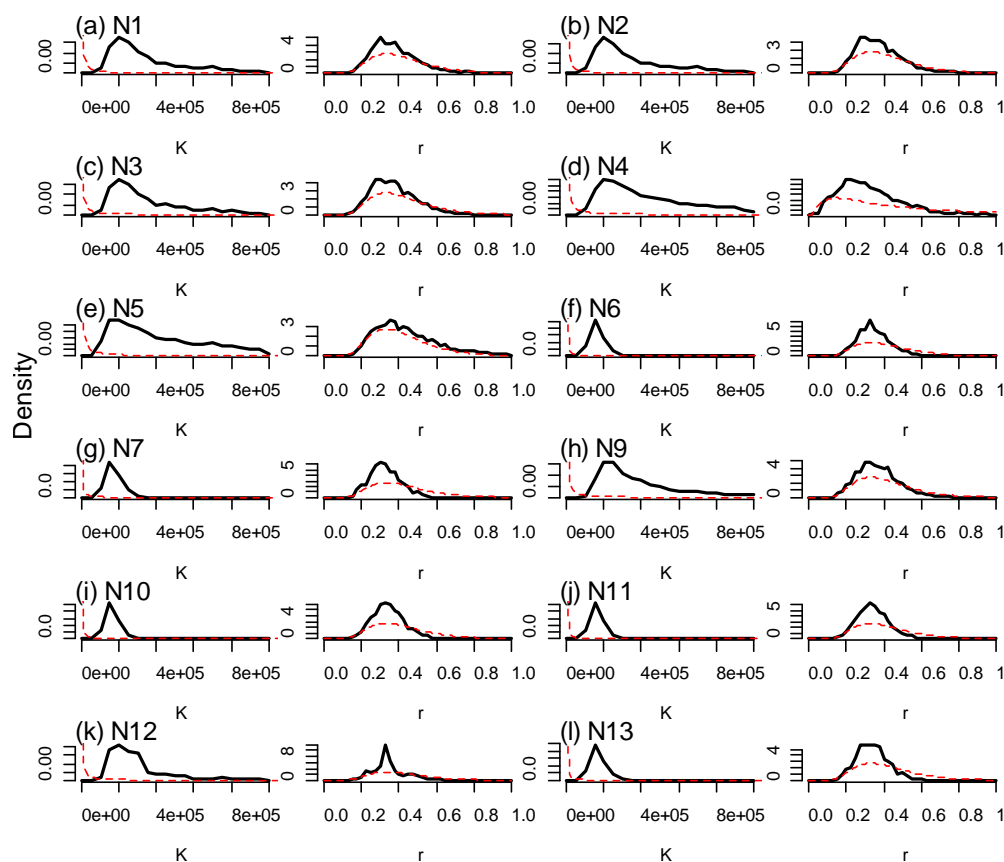 (a) N1 (b) N2
0.00 0 4 0.00 0 3
0e+00 4e+05 8e+05 0.0 0.2 0.4 0.6 0.8 1.0 0e+00 4e+05 8e+05 0.0 0.2 0.4 0.6 0.8 1
K r K r
(c) N3 (d) N4
0.00 0 3 0.00 0.0
0e+00 4e+05 8e+05 0.0 0.2 0.4 0.6 0.8 1.0 0e+00 4e+05 8e+05 0.0 0.2 0.4 0.6 0.8 1
K r K r
(e) N5 (f) N6
0.00 0 3 0.0 0 5
0e+00 4e+05 8e+05 0.0 0.2 0.4 0.6 0.8 1.0 0e+00 4e+05 8e+05 0.0 0.2 0.4 0.6 0.8 1
Density
K r K r
(g) N7 (h) N9
0.0 0 5 0.00 0 4
0e+00 4e+05 8e+05 0.0 0.2 0.4 0.6 0.8 1.0 0e+00 4e+05 8e+05 0.0 0.2 0.4 0.6 0.8 1
K r K r
(i) N10 (j) N11
0.0 0 4 0.0 0 5
0e+00 4e+05 8e+05 0.0 0.2 0.4 0.6 0.8 1.0 0e+00 4e+05 8e+05 0.0 0.2 0.4 0.6 0.8 1
K r K r
(k) N12 (l) N13
0.00 0 8 0.0 0 4
0e+00 4e+05 8e+05 0.0 0.2 0.4 0.6 0.8 1.0 0e+00 4e+05 8e+05 0.0 0.2 0.4 0.6 0.8 1
K r K r